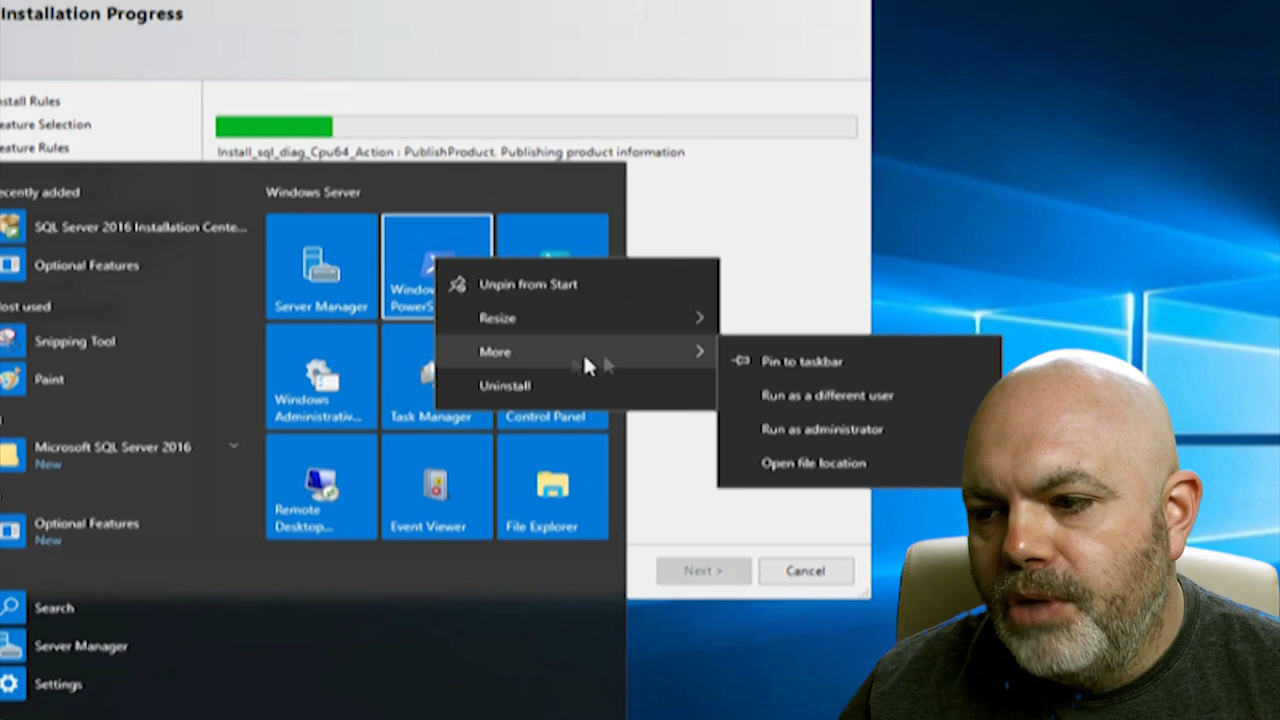 Installation Progress
nstall Rules
eature Selection
eature Rules
Install_sql_diag_Cpu64_Action : PublishProduct. Publishing product information
ecently added
SQL Server 2016 Installation Cente...
Optional Features
ost used
Snipping Tool
Paint
Microsoft SQL Server 2016
New
Optional Features
New
Search
Server Manager
Settings
Windows Server
Server Manager
Windows
PowerS
Windows
Administrativ...
Task Manager
Control Panel
Remote
Desktop...
Event Viewer
File Explorer
Unpin from Start
Resize
More
Uninstall
Pin to taskbar
Run as a different user
Run as administrator
Open file location
Next >
Cancel